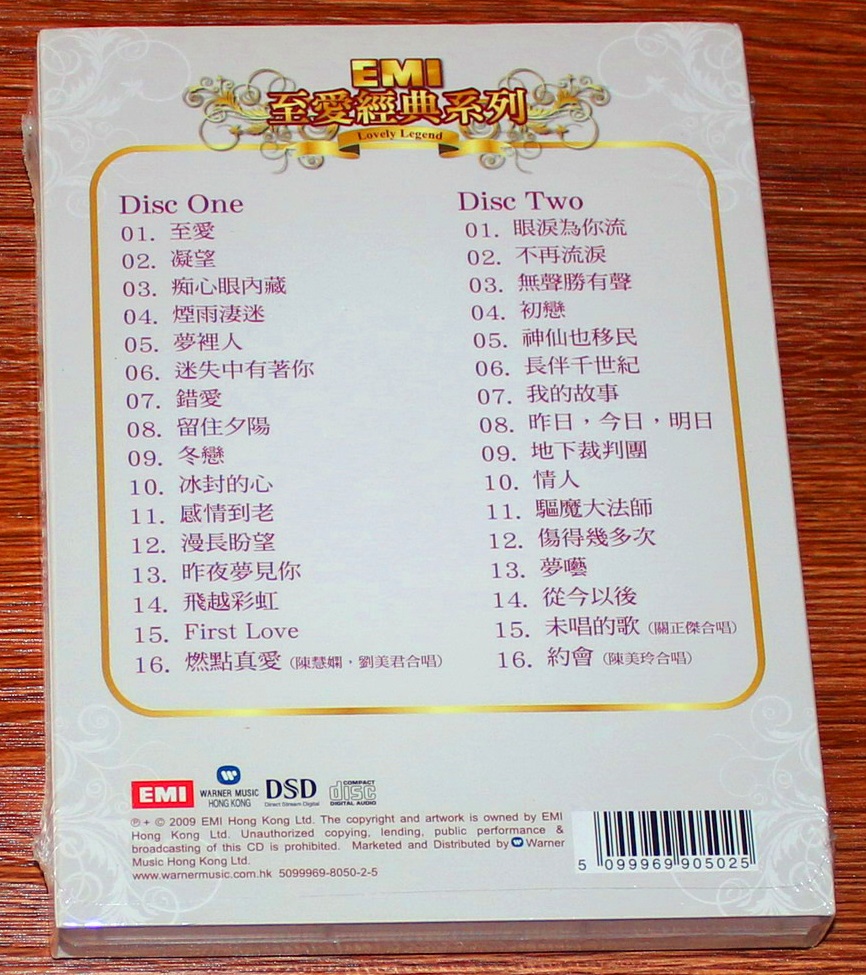 EMI
至愛經典系列
Lovely Legend
Disc One
01. 至愛
02. 凝望
03. 痴心眼內藏
04. 煙雨淒迷
05. 夢裡人
06. 迷失中有著你
07. 錯愛
08. 留住夕陽
09. 冬戀
10. 冰封的心
11. 感情到老
12. 漫長盼望
13. 昨夜夢見你
14. 飛越彩虹
15. First Love
16. 燃點真愛（陳慧嫻，劉美君合唱）
Disc Two
01. 眼淚為你流
02. 不再流淚
03. 無聲勝有聲
04. 初戀
05. 神仙也移民
06. 長伴千世紀
07. 我的故事
08. 昨日，今日，明日
09. 地下裁判團
10. 情人
11. 驅魔大法師
12. 傷得幾多次
13. 夢囈
14. 從今以後
15. 未唱的歌（關正傑合唱）
16. 約會（陳美玲合唱）
EMI
WARNER MUSIC
HONG KONG
DSD
Direct Stream Digital
COMPACT
disc
DIGITAL AUDIO
℗ + © 2009 EMI Hong Kong Ltd. The copyright and artwork is owned by EMI
Hong Kong Ltd. Unauthorized copying, lending, public performance &
broadcasting of this CD is prohibited. Marketed and Distributed by Warner
Music Hong Kong Ltd.
www.warnermusic.com.hk 5099969-8050-2-5
5 099969 905025